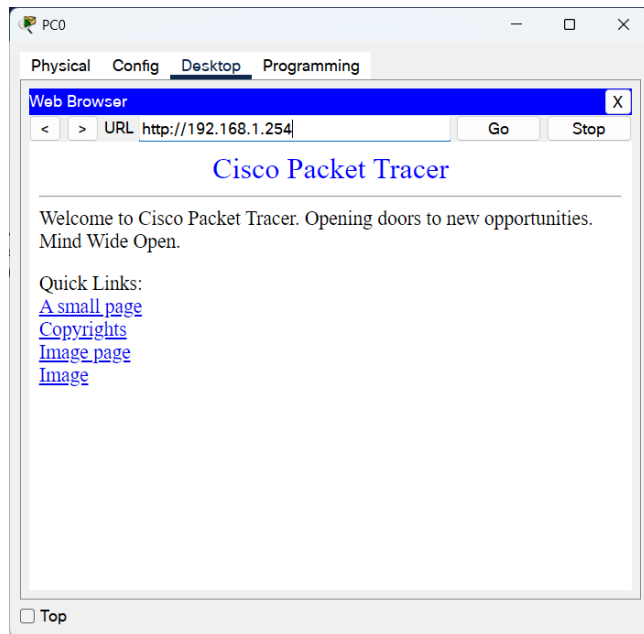 PC0
Physical Config Desktop Programming
Web Browser X
< > URL http://192.168.1.254 Go Stop
Cisco Packet Tracer
Welcome to Cisco Packet Tracer. Opening doors to new opportunities.
Mind Wide Open.
Quick Links:
A small page
Copyrights
Image page
Image
Top